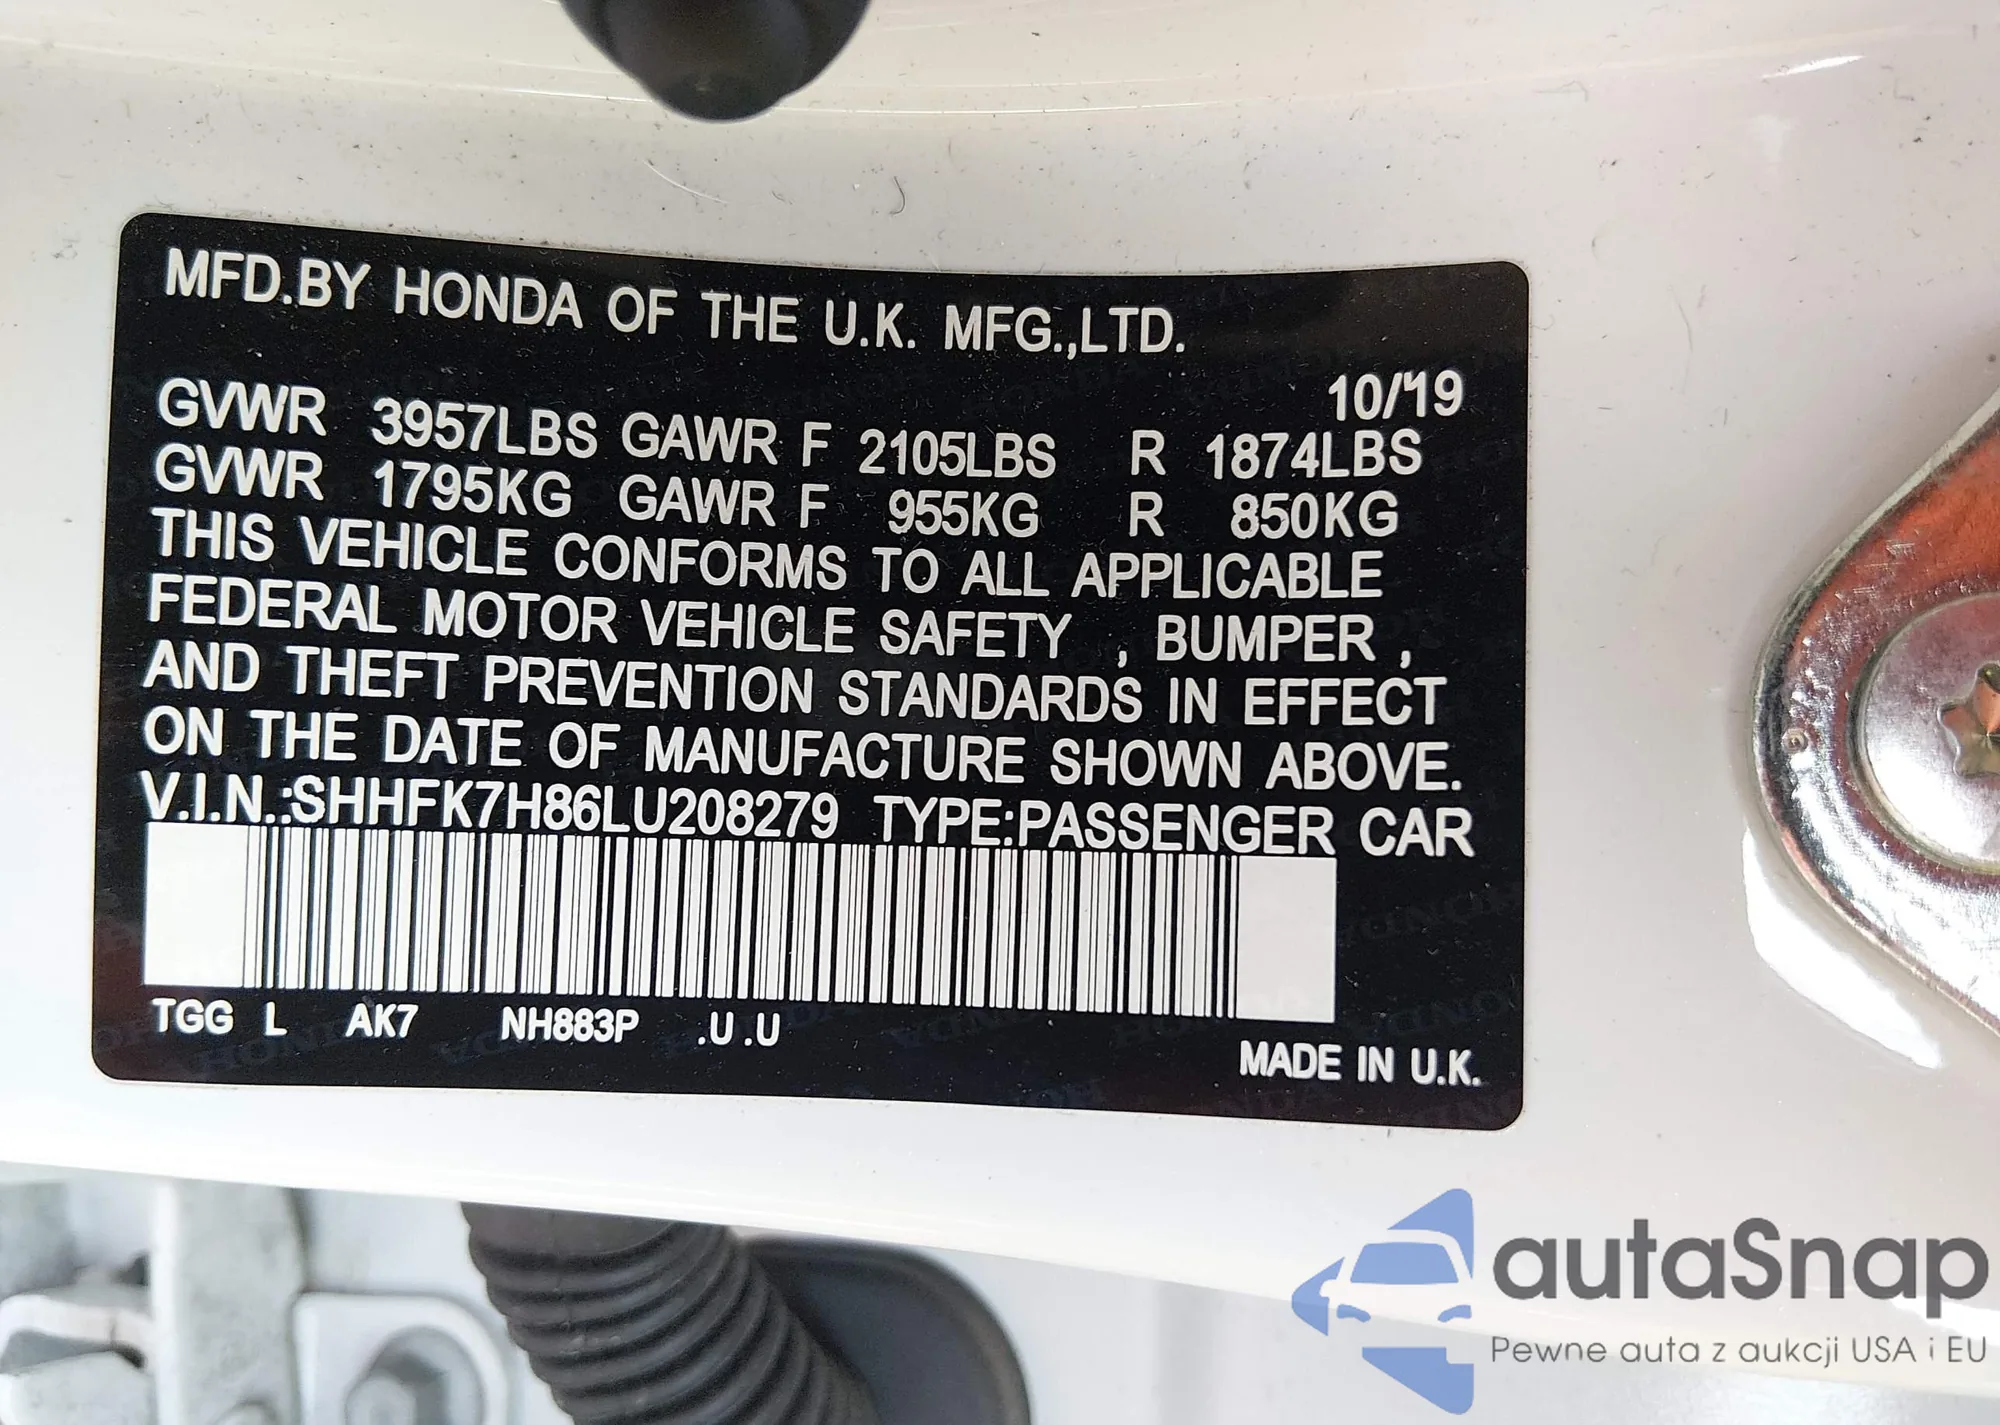 MFD.BY HONDA OF THE U.K. MFG.,LTD.
10/'19
GVWR 3957LBS GAWR F 2105LBS R 1874LBS
GVWR 1795KG GAWR F 955KG R 850KG
THIS VEHICLE CONFORMS TO ALL APPLICABLE
FEDERAL MOTOR VEHICLE SAFETY , BUMPER ,
AND THEFT PREVENTION STANDARDS IN EFFECT
ON THE DATE OF MANUFACTURE SHOWN ABOVE.
V.I.N.:SHHFK7H86LU208279 TYPE:PASSENGER CAR
TGG L AK7 NH883P .U .U
MADE IN U.K.
autaSnap
Pewne auta z aukcji USA i EU